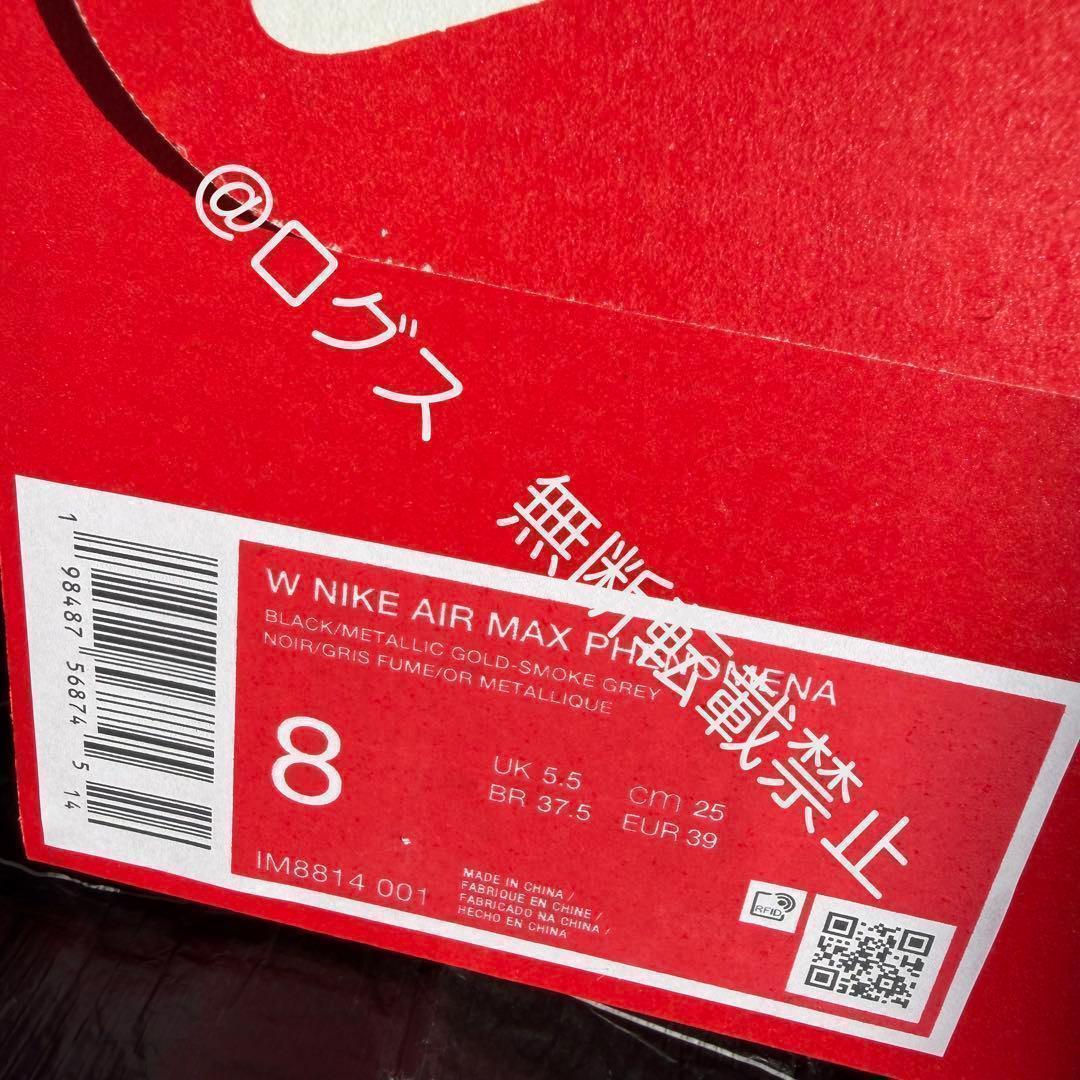 @ログス
無断転載禁止
W NIKE AIR MAX PHENOMENA
BLACK/METALLIC GOLD-SMOKE GREY
NOIR/GRIS FUME/OR METALLIQUE
8
UK 5.5
cm 25
BR 37.5
EUR 39
IM8814 001
MADE IN CHINA /
FABRIQUE EN CHINE /
FABRICADO NA CHINA /
HECHO EN CHINA
RFID
1 98487 56874 5 14